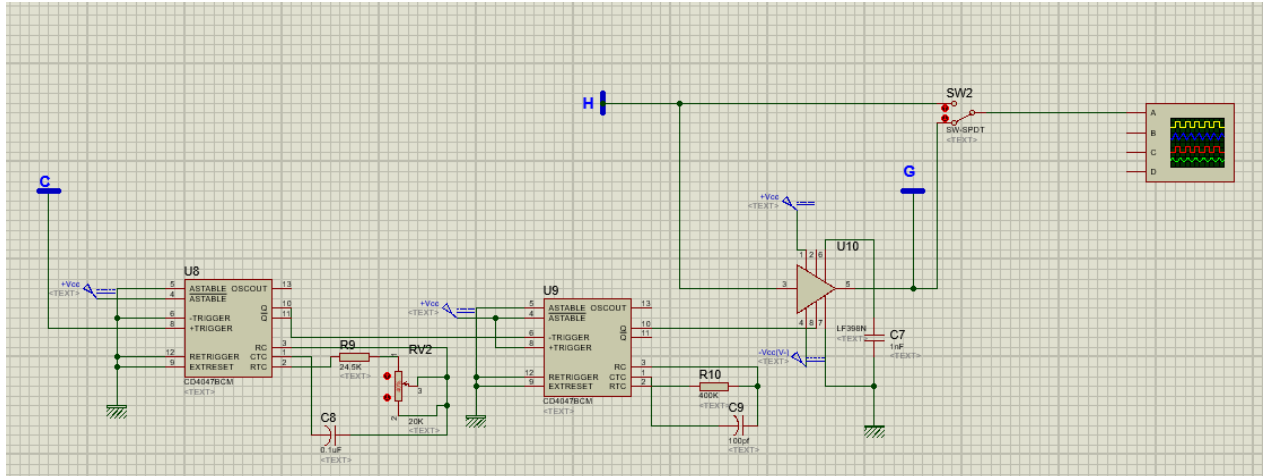 H
SW2
SW-SPDT
<TEXT>
A
B
C
D
C
G
+Vcc
<TEXT>
U10
1 2 6
3
5
4 8 7
LF398N
<TEXT>
-Vcc(V-)
<TEXT>
C7
1nF
<TEXT>
U8
+Vcc
<TEXT>
5 ASTABLE OSCOUT 13
4 ASTABLE
10 Q
6 -TRIGGER Q 11
8 +TRIGGER
RC 3
12 RETRIGGER CTC 1
9 EXTRESET RTC 2
CD4047BCM
<TEXT>
R9
24.5K
<TEXT>
RV2
1
3
2
20K
<TEXT>
C8
0.1uF
<TEXT>
U9
+Vcc
<TEXT>
5 ASTABLE OSCOUT 13
4 ASTABLE
Q 10
6 -TRIGGER Q 11
8 +TRIGGER
RC 3
12 RETRIGGER CTC 1
9 EXTRESET RTC 2
CD4047BCM
<TEXT>
R10
400K
<TEXT>
C9
100pf
<TEXT>